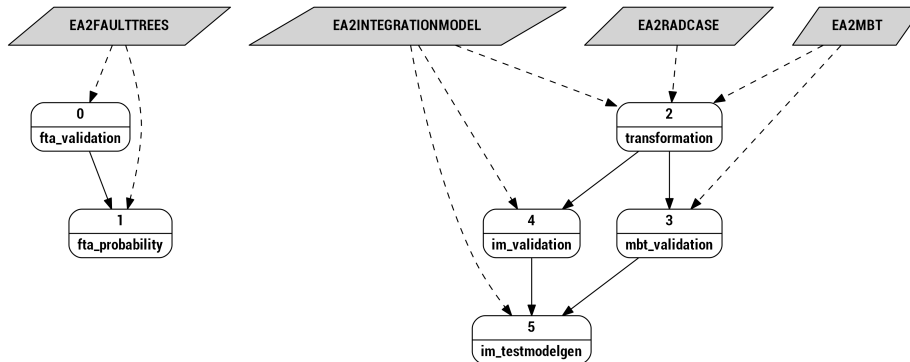 EA2FAULTTREES
EA2INTEGRATIONMODEL
EA2RADCASE
EA2MBT
0
fta_validation
2
transformation
1
fta_probability
4
im_validation
3
mbt_validation
5
im_testmodelgen